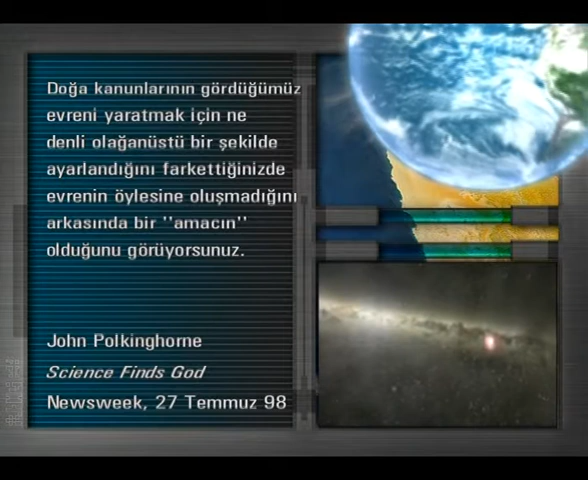 Doğa kanunlarının gördüğümüz
evreni yaratmak için ne
denli olağanüstü bir şekilde
ayarlandığını farkettiğinizde
evrenin öylesine oluşmadığını
arkasında bir ''amacın''
olduğunu görüyorsunuz.
John Polkinghorne
Science Finds God
Newsweek, 27 Temmuz 98